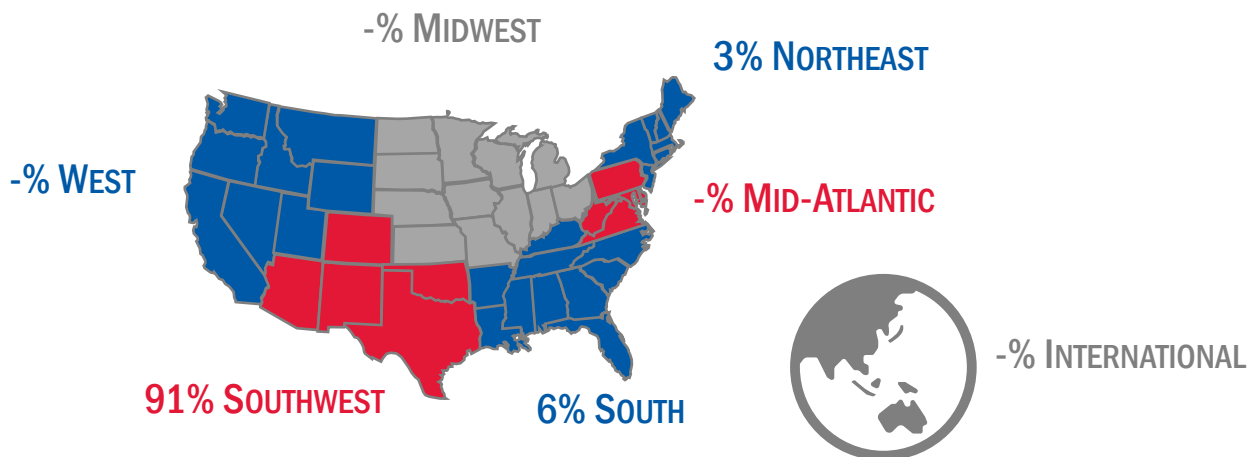 -% MIDWEST
3% NORTHEAST
-% WEST
-% MID-ATLANTIC
-% INTERNATIONAL
91% SOUTHWEST
6% SOUTH